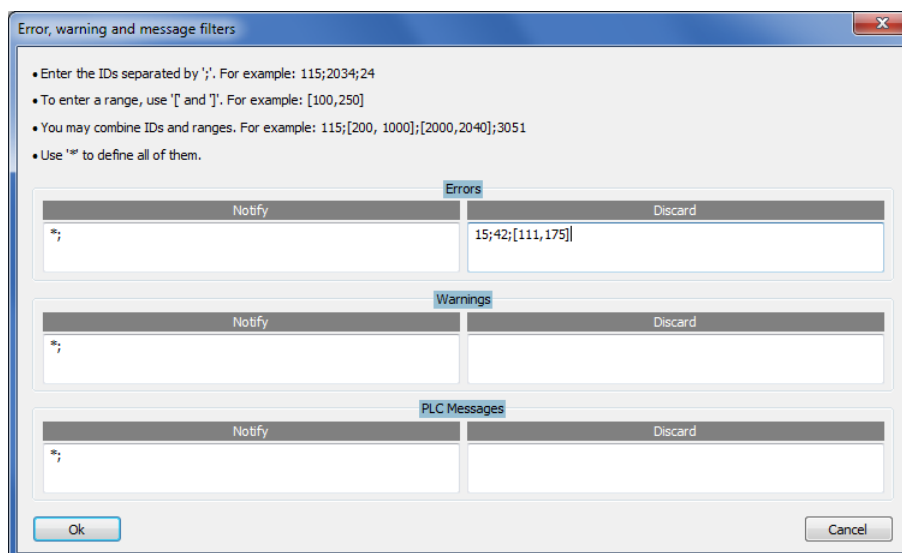 Error, warning and message filters
• Enter the IDs separated by ';'. For example: 115;2034;24
• To enter a range, use '[' and ']'. For example: [100,250]
• You may combine IDs and ranges. For example: 115;[200, 1000];[2000,2040];3051
• Use '*' to define all of them.
Errors
Notify Discard
*; 15;42;[111,175]
Warnings
Notify Discard
*;
PLC Messages
Notify Discard
*;
Ok Cancel